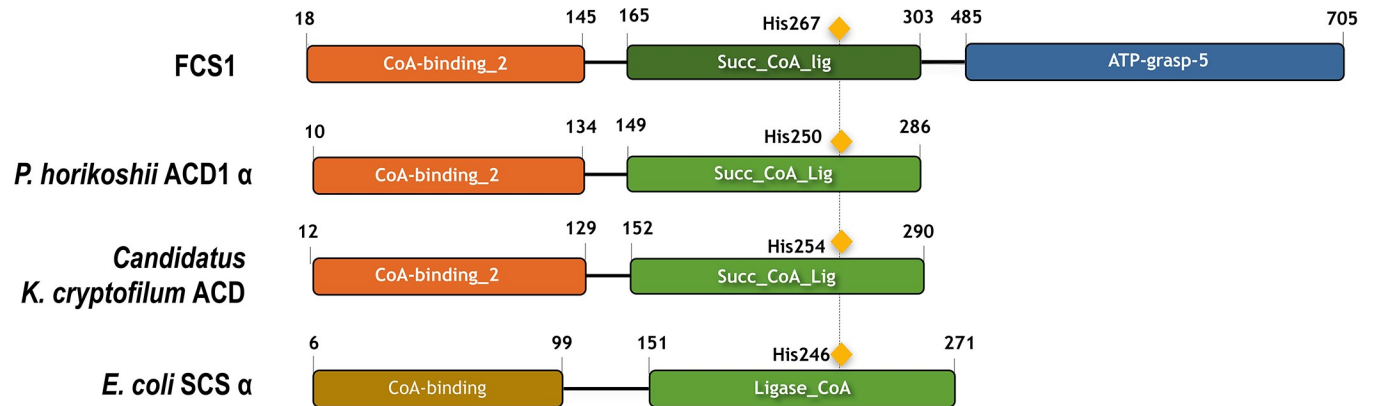 18 145 165 His267 303 485 705
FCS1 CoA-binding_2 Succ_CoA_lig ATP-grasp-5
10 134 149 His250 286
P. horikoshii ACD1 α CoA-binding_2 Succ_CoA_Lig
12 129 152 His254 290
Candidatus
K. cryptofilum ACD CoA-binding_2 Succ_CoA_Lig
6 99 151 His246 271
E. coli SCS α CoA-binding Ligase_CoA